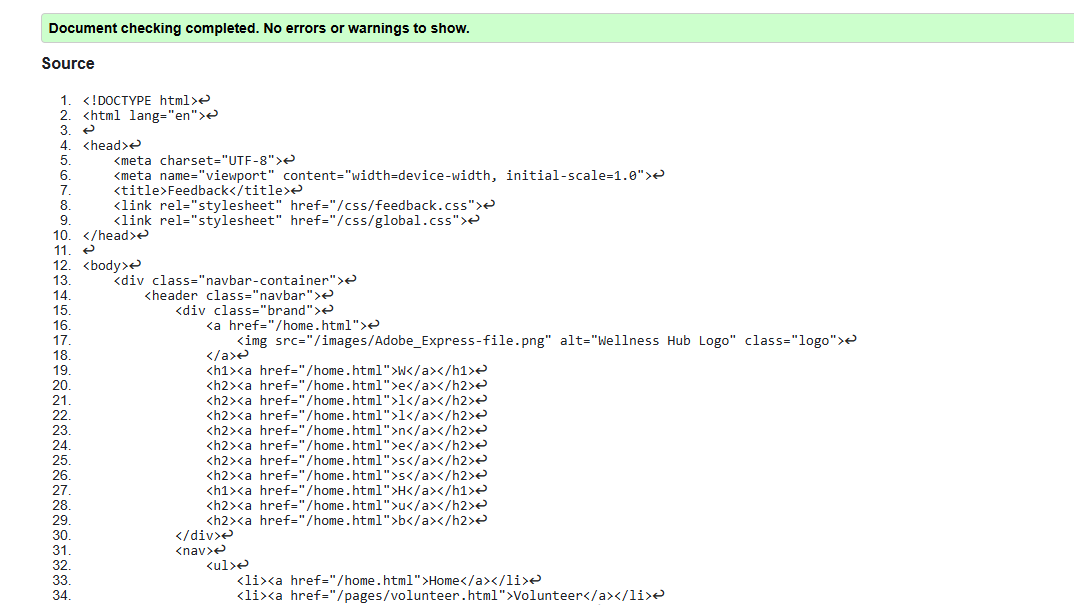 Document checking completed. No errors or warnings to show.
Source
1. <!DOCTYPE html>↩
2. <html lang="en">↩
3. ↩
4. <head>↩
5.     <meta charset="UTF-8">↩
6.     <meta name="viewport" content="width=device-width, initial-scale=1.0">↩
7.     <title>Feedback</title>↩
8.     <link rel="stylesheet" href="/css/feedback.css">↩
9.     <link rel="stylesheet" href="/css/global.css">↩
10. </head>↩
11. ↩
12. <body>↩
13.     <div class="navbar-container">↩
14.         <header class="navbar">↩
15.             <div class="brand">↩
16.                 <a href="/home.html">↩
17.                     <img src="/images/Adobe_Express-file.png" alt="Wellness Hub Logo" class="logo">↩
18.                 </a>↩
19.                 <h1><a href="/home.html">W</a></h1>↩
20.                 <h2><a href="/home.html">e</a></h2>↩
21.                 <h2><a href="/home.html">l</a></h2>↩
22.                 <h2><a href="/home.html">l</a></h2>↩
23.                 <h2><a href="/home.html">n</a></h2>↩
24.                 <h2><a href="/home.html">e</a></h2>↩
25.                 <h2><a href="/home.html">s</a></h2>↩
26.                 <h2><a href="/home.html">s</a></h2>↩
27.                 <h1><a href="/home.html">H</a></h1>↩
28.                 <h2><a href="/home.html">u</a></h2>↩
29.                 <h2><a href="/home.html">b</a></h2>↩
30.             </div>↩
31.             <nav>↩
32.                 <ul>↩
33.                     <li><a href="/home.html">Home</a></li>↩
34.                     <li><a href="/pages/volunteer.html">Volunteer</a></li>↩